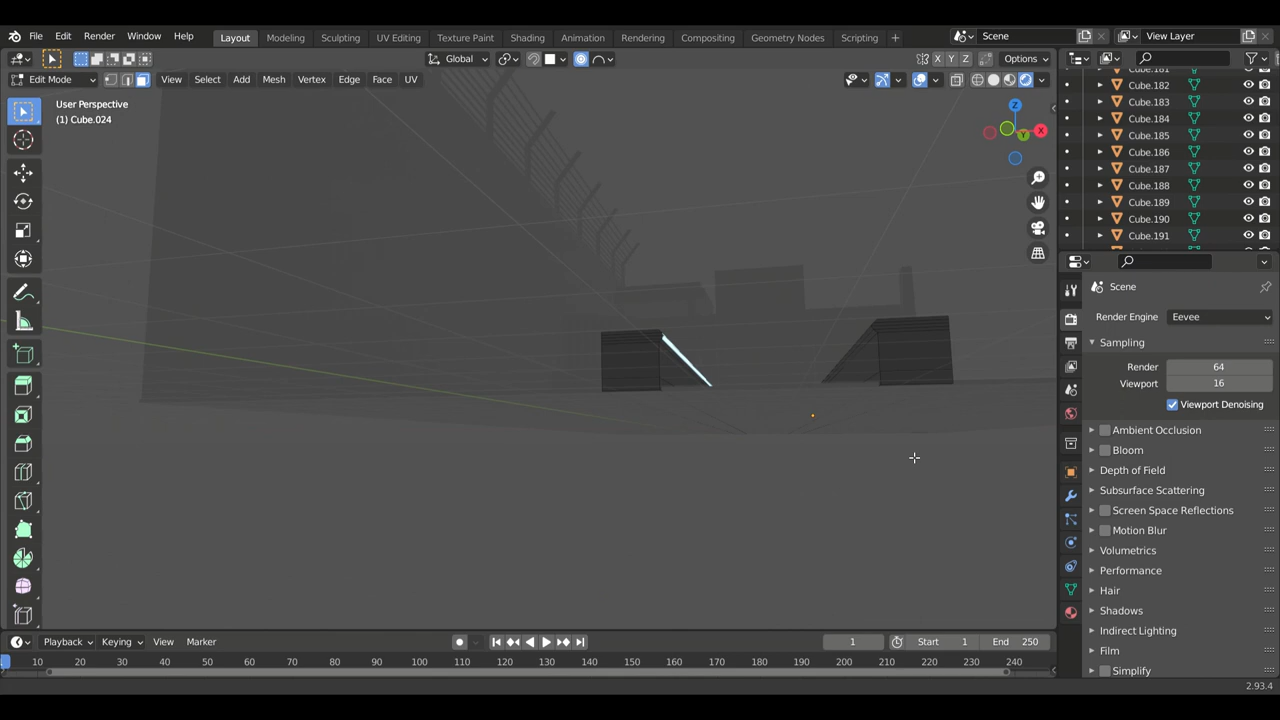 File Edit Render Window Help Layout Modeling Sculpting UV Editing Texture Paint Shading Animation Rendering Compositing Geometry Nodes Scripting + Scene View Layer
Global X Y Z Options
Edit Mode View Select Add Mesh Vertex Edge Face UV
User Perspective
(1) Cube.024
Z
X
Y
Cube.181
Cube.182
Cube.183
Cube.184
Cube.185
Cube.186
Cube.187
Cube.188
Cube.189
Cube.190
Cube.191
Scene
Render Engine Eevee
Sampling
Render 64
Viewport 16
Viewport Denoising
Ambient Occlusion
Bloom
Depth of Field
Subsurface Scattering
Screen Space Reflections
Motion Blur
Volumetrics
Performance
Hair
Shadows
Indirect Lighting
Film
Simplify
Playback Keying View Marker 1 Start 1 End 250
10 20 30 40 50 60 70 80 90 100 110 120 130 140 150 160 170 180 190 200 210 220 230 240
2.93.4